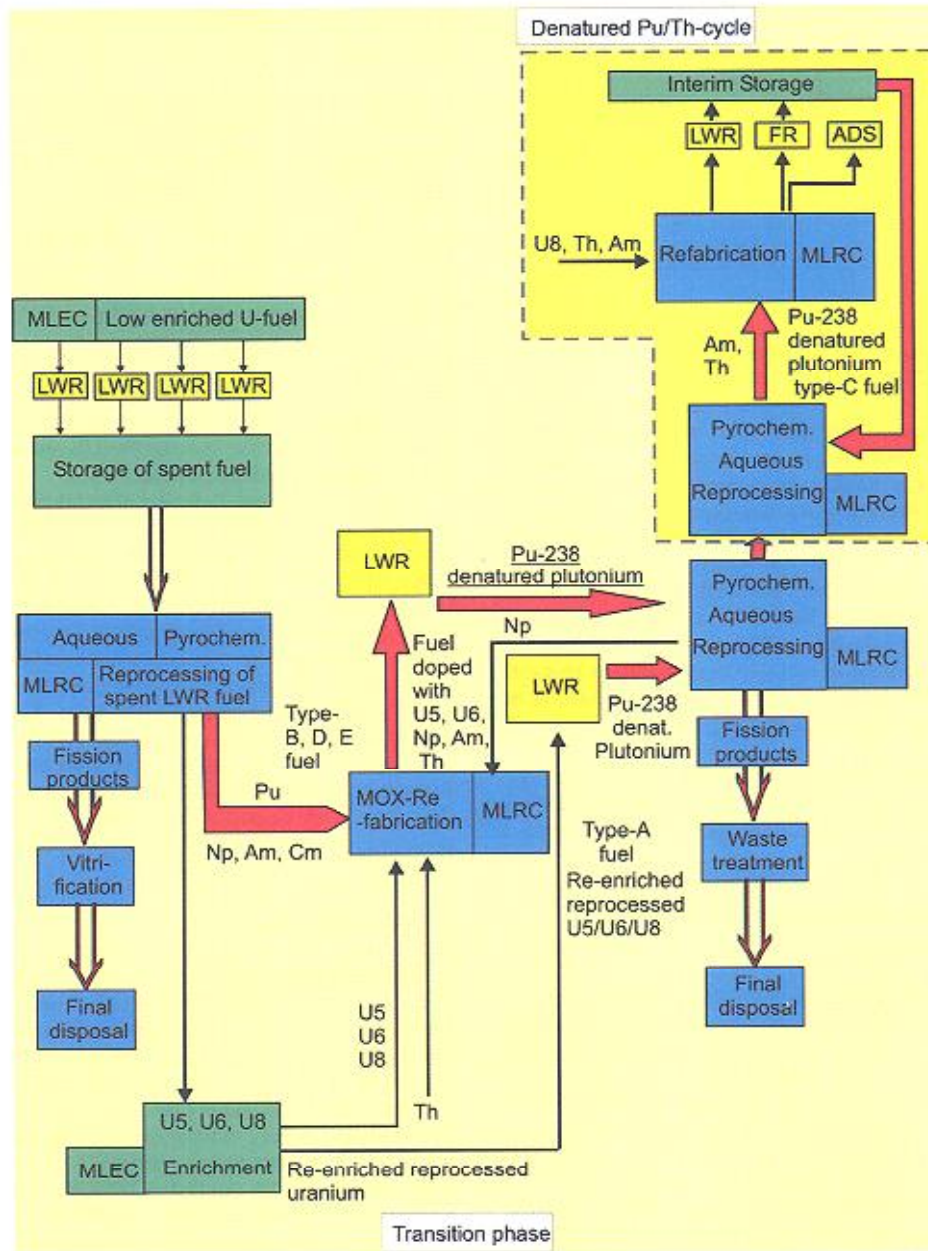 Denatured Pu/Th-cycle
Interim Storage
LWR
FR
ADS
U8, Th, Am
Refabrication
MLRC
Am,
Th
Pu-238
denatured
plutonium
type-C fuel
Pyrochem.
Aqueous
Reprocessing
MLRC
MLEC
Low enriched U-fuel
LWR
LWR
LWR
LWR
Storage of spent fuel
Aqueous
Pyrochem.
MLRC
Reprocessing of
spent LWR fuel
Fission
products
Vitri-
fication
Final
disposal
Type-
B, D, E
fuel
Pu
Np, Am, Cm
LWR
Pu-238
denatured plutonium
Fuel
doped
with
U5, U6,
Np, Am,
Th
Np
LWR
Pu-238
denat.
Plutonium
MOX-Re
-fabrication
MLRC
Pyrochem.
Aqueous
Reprocessing
MLRC
Fission
products
Waste
treatment
Final
disposal
Type-A
fuel
Re-enriched
reprocessed
U5/U6/U8
U5
U6
U8
Th
U5, U6, U8
Enrichment
MLEC
Re-enriched reprocessed
uranium
Transition phase